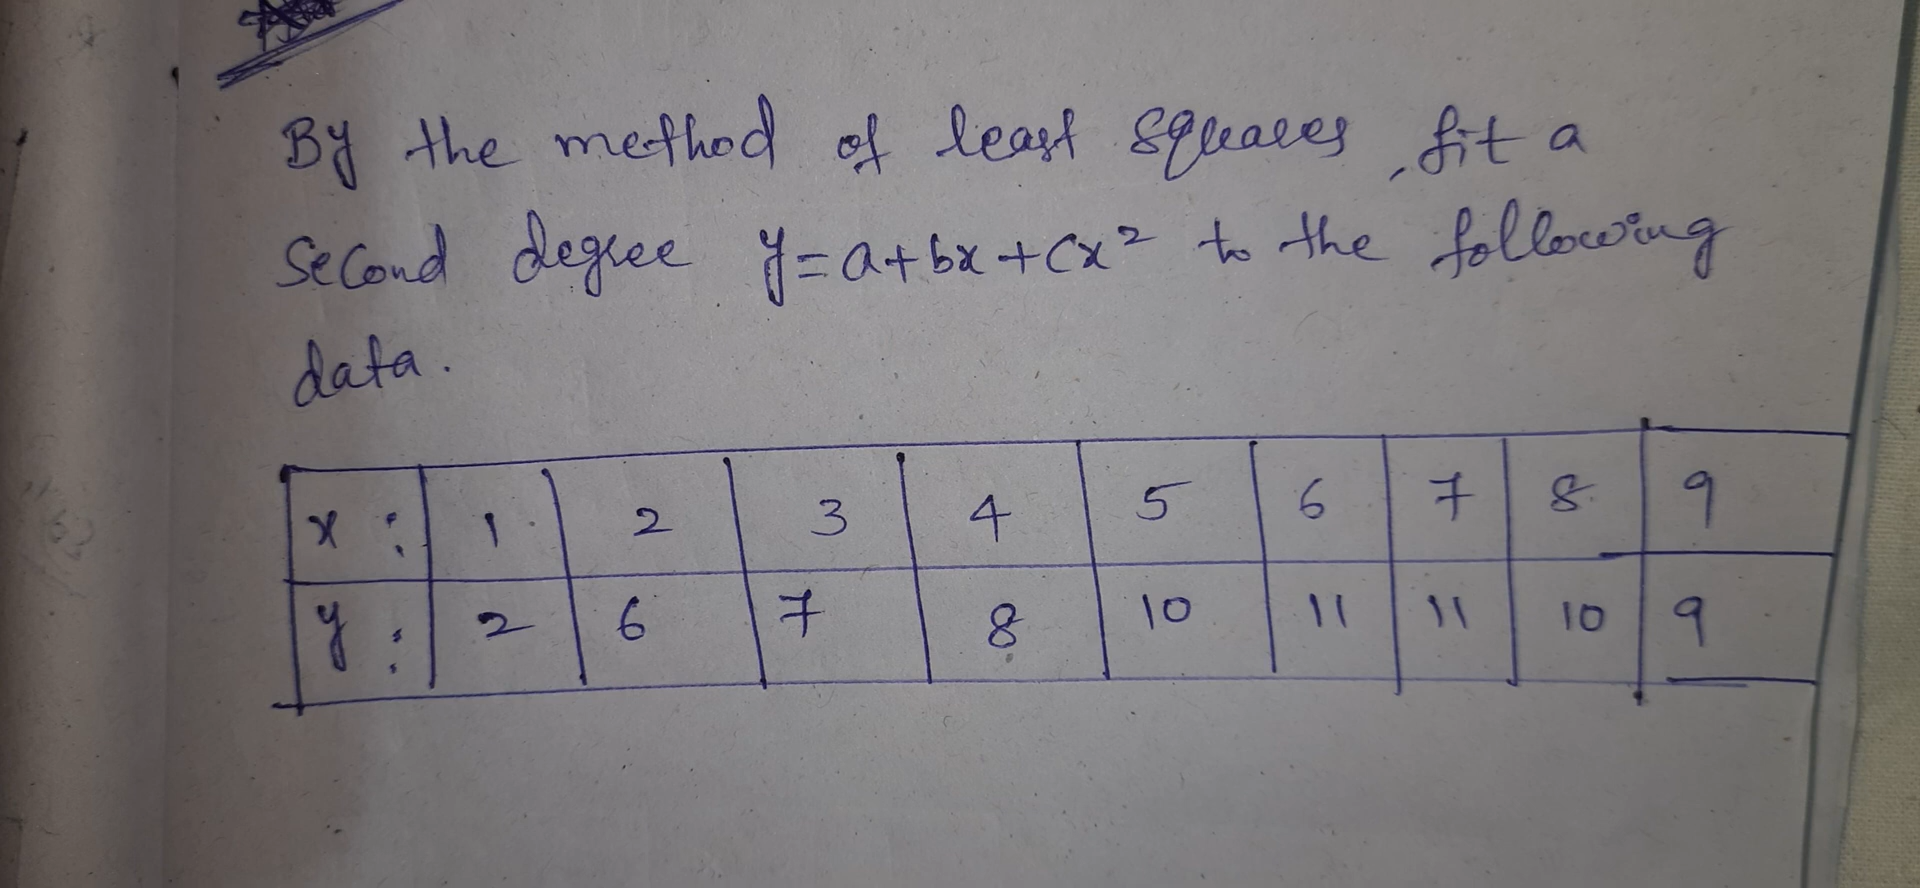 By the method of least squares, fit a
second degree y=a+bx+cx² to the following
data.
x : 1 2 3 4 5 6 7 8 9
y : 2 6 7 8 10 11 11 10 9